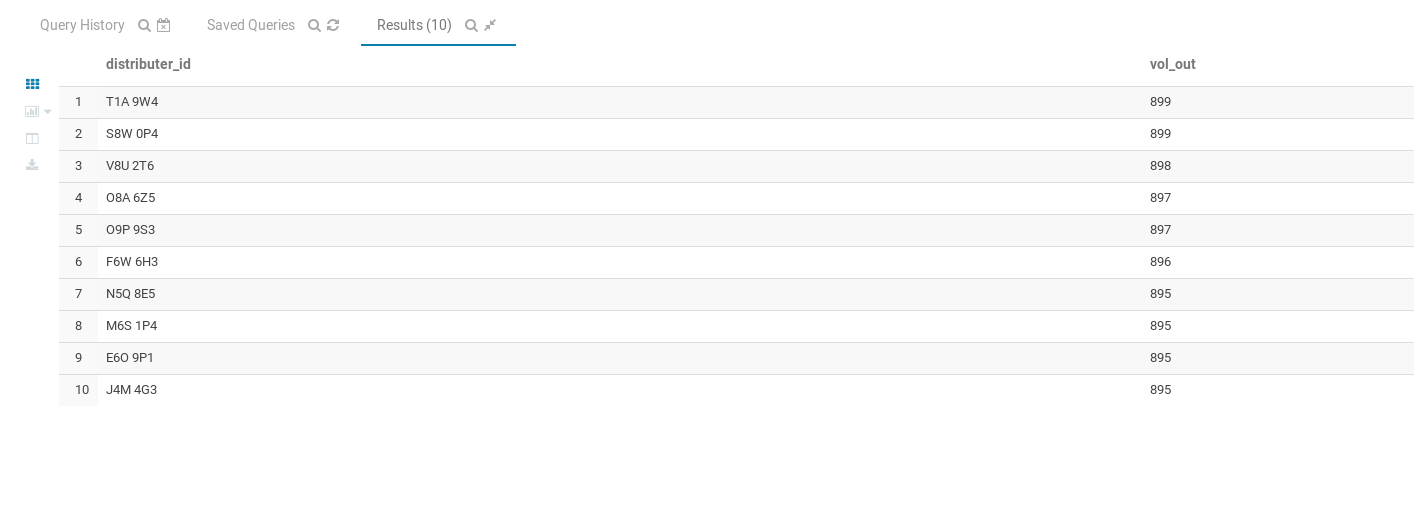 Query History Saved Queries Results (10)
distributer_id vol_out
1 T1A 9W4 899
2 S8W 0P4 899
3 V8U 2T6 898
4 O8A 6Z5 897
5 O9P 9S3 897
6 F6W 6H3 896
7 N5Q 8E5 895
8 M6S 1P4 895
9 E6O 9P1 895
10 J4M 4G3 895